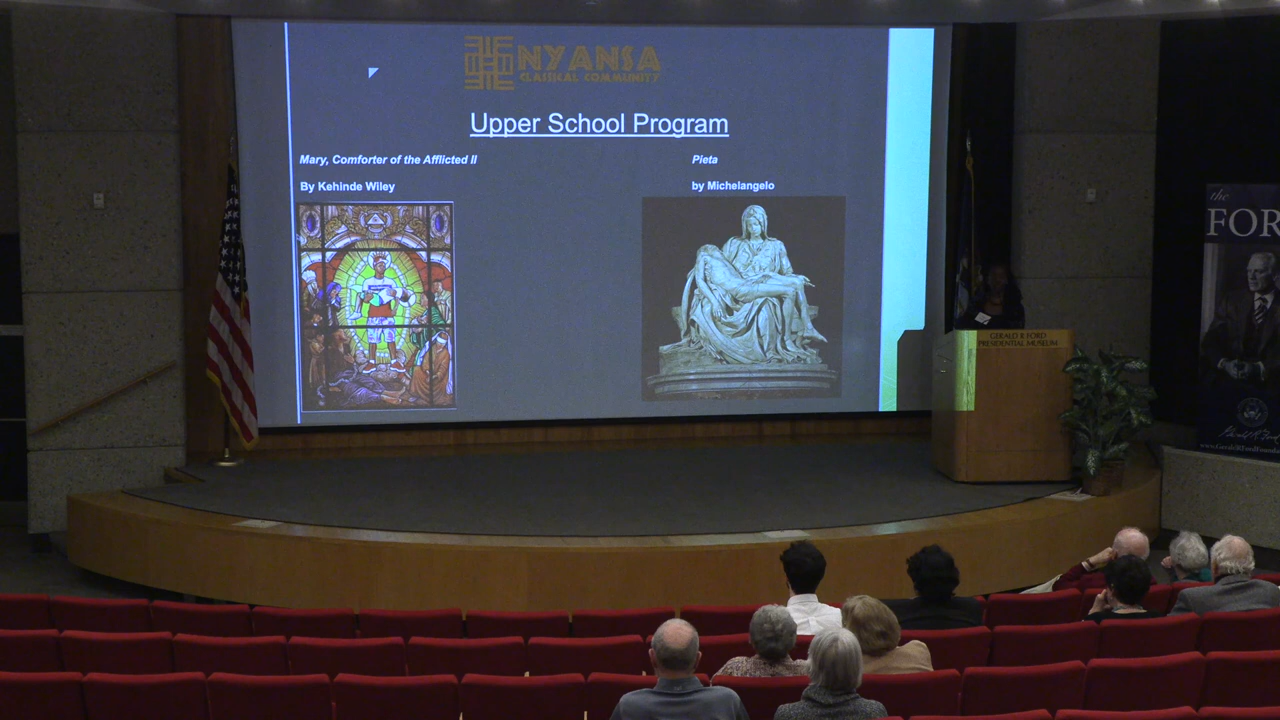 NYANSA
CLASSICAL COMMUNITY
Upper School Program
Mary, Comforter of the Afflicted II
By Kehinde Wiley
Pieta
by Michelangelo
GERALD R FORD
PRESIDENTIAL MUSEUM
the
FOR